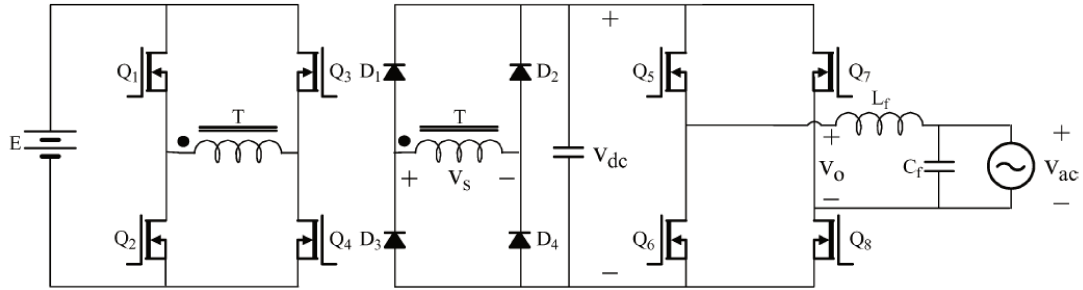 +
Q1
Q3
D1
D2
Q5
Q7
T
T
Lf
E
+
Vs
−
Vdc
+
Vo
−
Cf
+
Vac
−
Q2
Q4
D3
D4
Q6
Q8
−